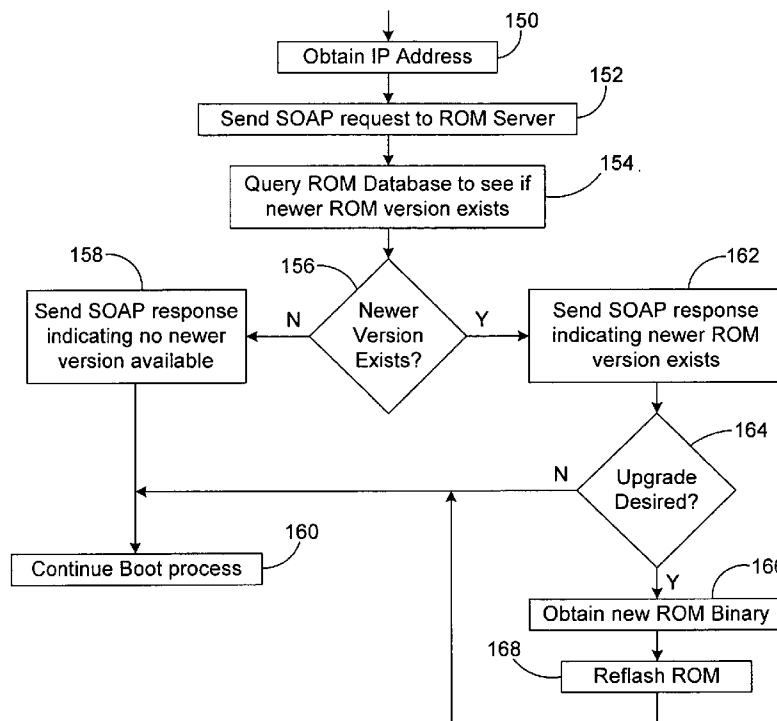 150
Obtain IP Address
152
Send SOAP request to ROM Server
154
Query ROM Database to see if
newer ROM version exists
156
Newer
Version
Exists?
N
Y
158
Send SOAP response
indicating no newer
version available
162
Send SOAP response
indicating newer ROM
version exists
164
Upgrade
Desired?
N
Y
160
Continue Boot process
166
Obtain new ROM Binary
168
Reflash ROM